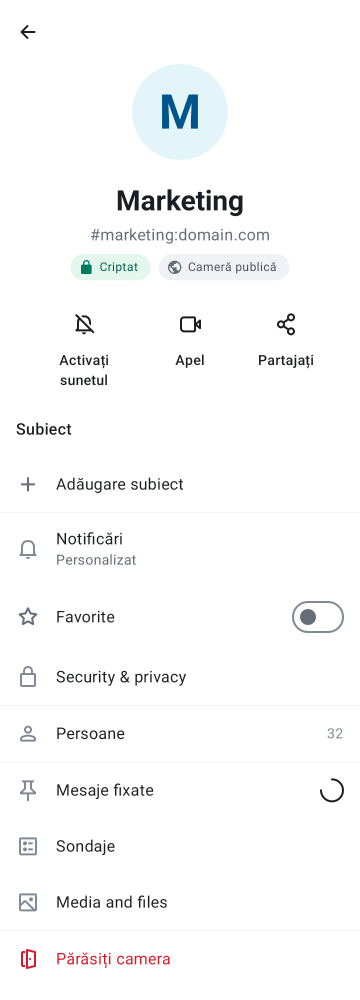 M
Marketing
#marketing:domain.com
Criptat
Cameră publică
Activați
sunetul
Apel
Partajați
Subiect
Adăugare subiect
Notificări
Personalizat
Favorite
Security & privacy
Persoane
32
Mesaje fixate
Sondaje
Media and files
Părăsiți camera